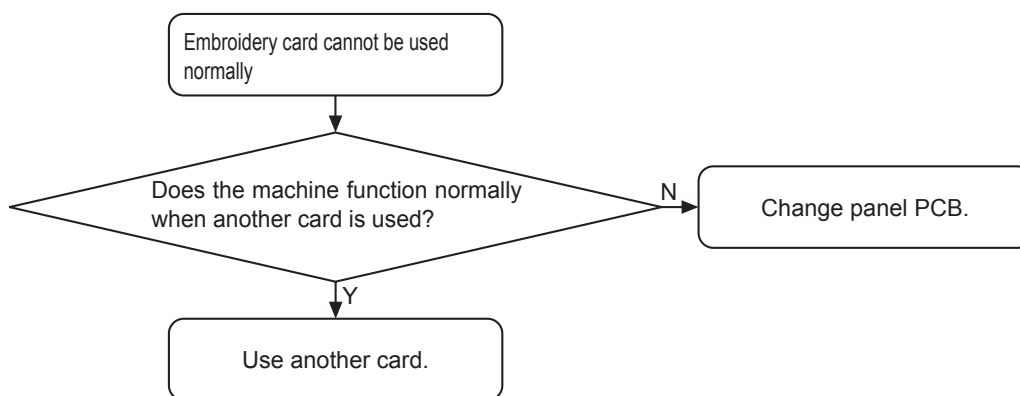 Embroidery card cannot be used
normally
Does the machine function normally
when another card is used?
N
Change panel PCB.
Y
Use another card.